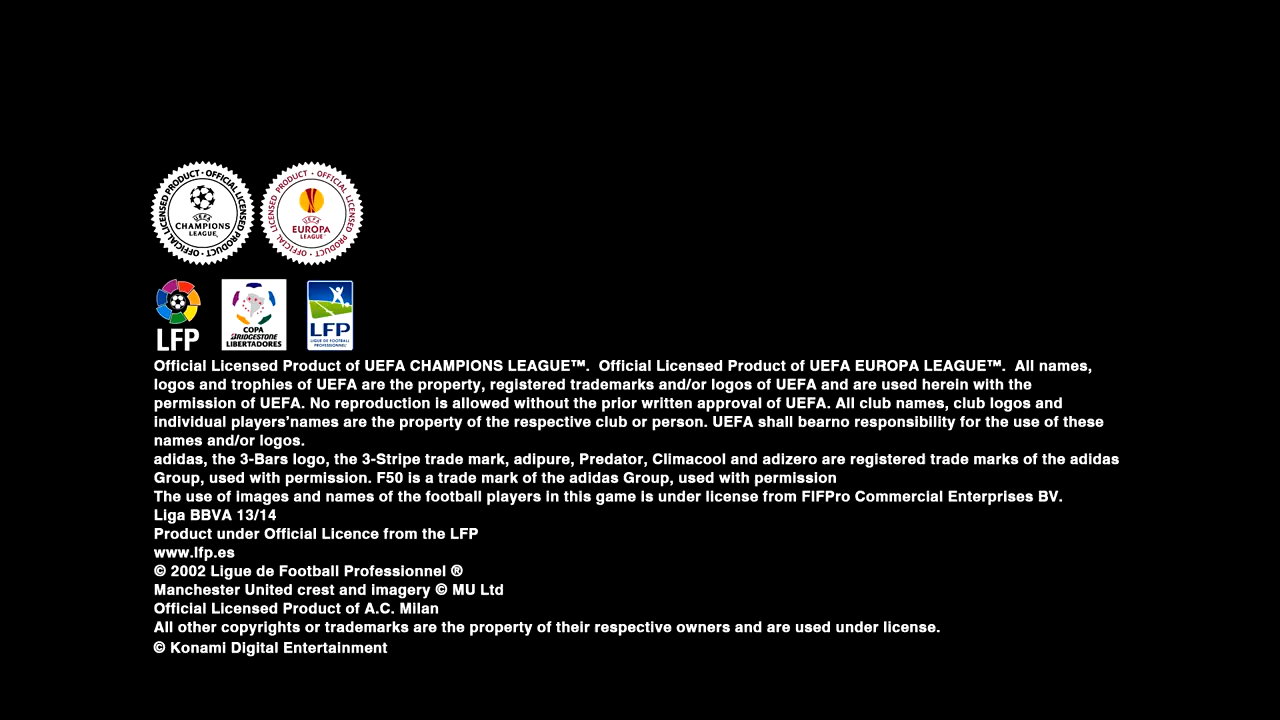 OFFICIAL LICENSED PRODUCT · OFFICIAL LICENSED PRODUCT ·
UEFA
CHAMPIONS
LEAGUE
OFFICIAL LICENSED PRODUCT · OFFICIAL LICENSED PRODUCT ·
UEFA
EUROPA
LEAGUE™
LFP
COPA
BRIDGESTONE
LIBERTADORES
LFP
LIGUE DE FOOTBALL
PROFESSIONNEL
Official Licensed Product of UEFA CHAMPIONS LEAGUE™.  Official Licensed Product of UEFA EUROPA LEAGUE™.  All names,
logos and trophies of UEFA are the property, registered trademarks and/or logos of UEFA and are used herein with the
permission of UEFA. No reproduction is allowed without the prior written approval of UEFA. All club names, club logos and
individual players’names are the property of the respective club or person. UEFA shall bearno responsibility for the use of these
names and/or logos.
adidas, the 3-Bars logo, the 3-Stripe trade mark, adipure, Predator, Climacool and adizero are registered trade marks of the adidas
Group, used with permission. F50 is a trade mark of the adidas Group, used with permission
The use of images and names of the football players in this game is under license from FIFPro Commercial Enterprises BV.
Liga BBVA 13/14
Product under Official Licence from the LFP
www.lfp.es
© 2002 Ligue de Football Professionnel ®
Manchester United crest and imagery © MU Ltd
Official Licensed Product of A.C. Milan
All other copyrights or trademarks are the property of their respective owners and are used under license.
© Konami Digital Entertainment